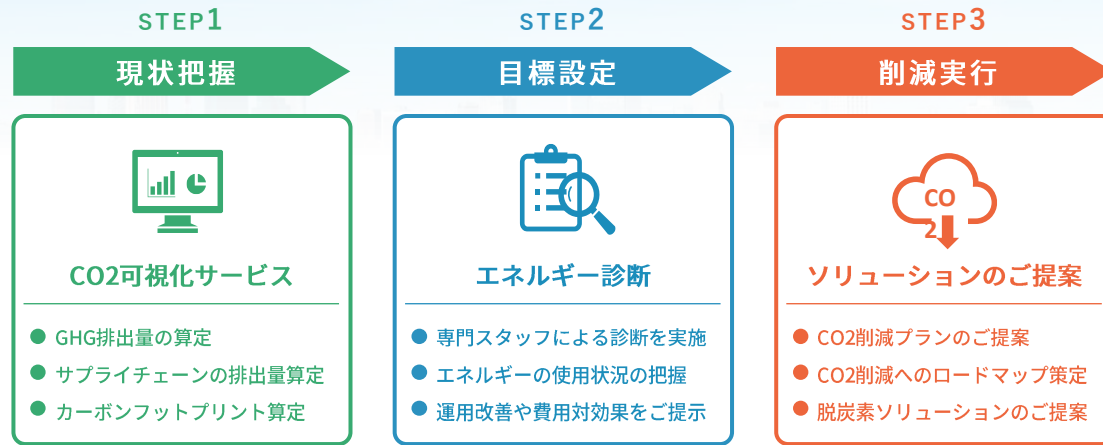 STEP1
現状把握
CO2可視化サービス
GHG排出量の算定
サプライチェーンの排出量算定
カーボンフットプリント算定
STEP2
目標設定
エネルギー診断
専門スタッフによる診断を実施
エネルギーの使用状況の把握
運用改善や費用対効果をご提示
STEP3
削減実行
CO
2
ソリューションのご提案
CO2削減プランのご提案
CO2削減へのロードマップ策定
脱炭素ソリューションのご提案